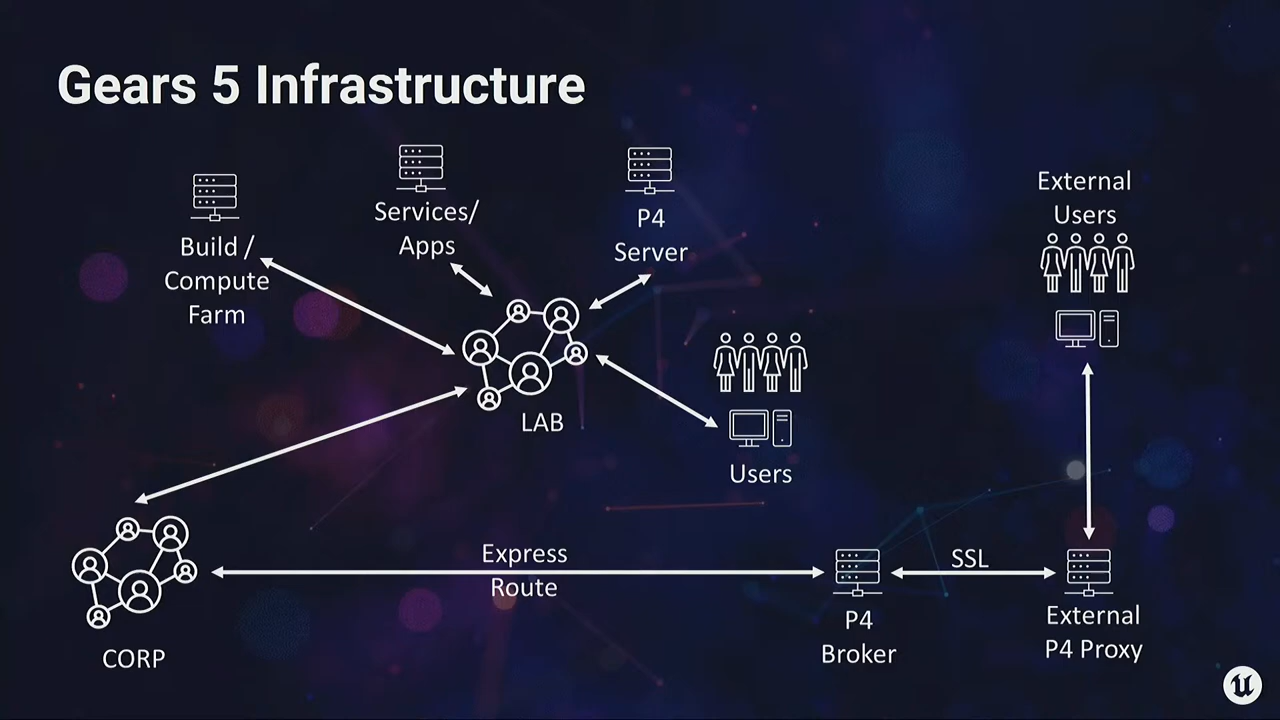 Gears 5 Infrastructure
Build /
Compute
Farm
Services/
Apps
P4
Server
External
Users
LAB
Users
CORP
Express
Route
P4
Broker
SSL
External
P4 Proxy